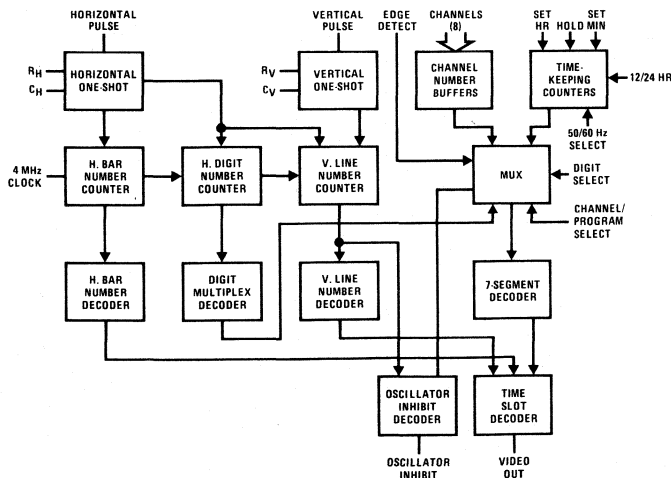 HORIZONTAL
PULSE
VERTICAL
PULSE
EDGE
DETECT
CHANNELS
(8)
SET
HR
HOLD
SET
MIN
RH
CH
HORIZONTAL
ONE-SHOT
RV
CV
VERTICAL
ONE-SHOT
CHANNEL
NUMBER
BUFFERS
TIME-
KEEPING
COUNTERS
12/24 HR
50/60 Hz
SELECT
4 MHz
CLOCK
H. BAR
NUMBER
COUNTER
H. DIGIT
NUMBER
COUNTER
V. LINE
NUMBER
COUNTER
MUX
DIGIT
SELECT
CHANNEL/
PROGRAM
SELECT
H. BAR
NUMBER
DECODER
DIGIT
MULTIPLEX
DECODER
V. LINE
NUMBER
DECODER
7-SEGMENT
DECODER
OSCILLATOR
INHIBIT
DECODER
TIME
SLOT
DECODER
OSCILLATOR
INHIBIT
VIDEO
OUT